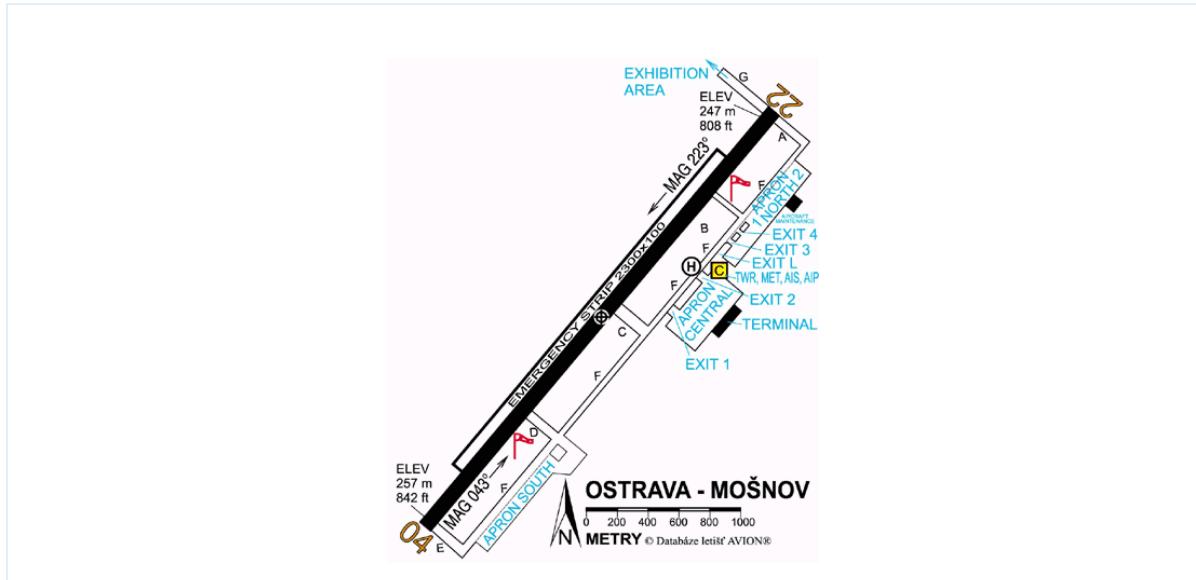 EXHIBITION
AREA
G
22
ELEV
247 m
808 ft
A
MAG 223°
F
APRON
NORTH 2
1
AIRCRAFT
MAINTENANCE
B
EXIT 4
F
EXIT 3
EXIT L
H
C
TWR, MET, AIS, AIP
F
EXIT 2
APRON
CENTRAL
EMERGENCY STRIP 2300x100
TERMINAL
C
EXIT 1
F
D
ELEV
257 m
842 ft
MAG 043°
F
APRON SOUTH
04
E
OSTRAVA - MOŠNOV
0 200 400 600 800 1000
N
METRY © Databáze letišť AVION®